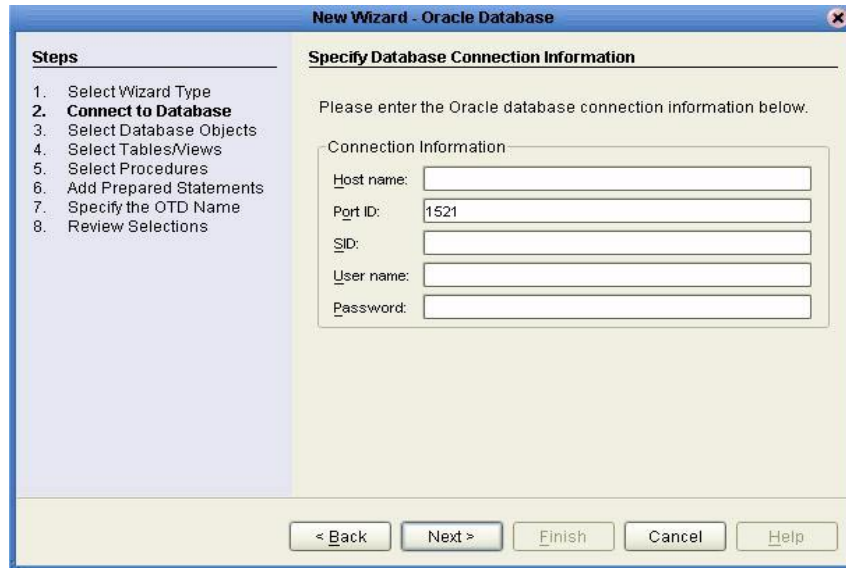 New Wizard - Oracle Database
Steps
1. Select Wizard Type
2. Connect to Database
3. Select Database Objects
4. Select Tables/Views
5. Select Procedures
6. Add Prepared Statements
7. Specify the OTD Name
8. Review Selections
Specify Database Connection Information
Please enter the Oracle database connection information below.
Connection Information
Host name:
Port ID: 1521
SID:
User name:
Password:
< Back Next > Finish Cancel Help